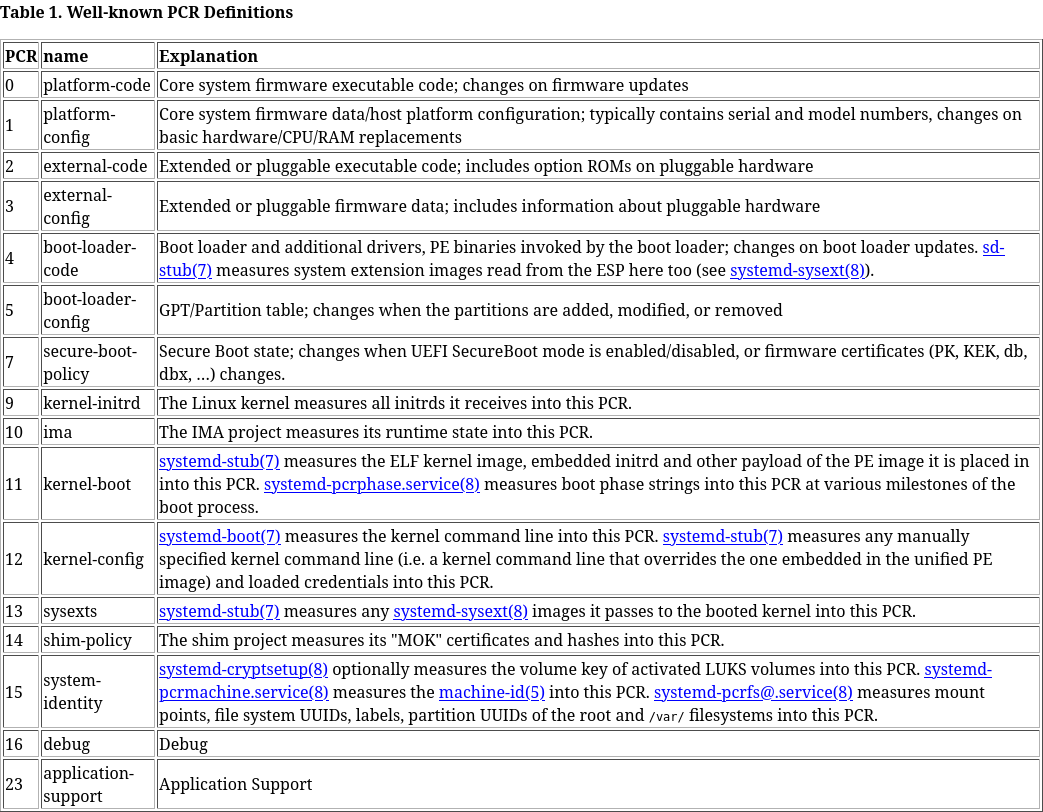 Table 1. Well-known PCR Definitions
PCR name Explanation
0 platform-code Core system firmware executable code; changes on firmware updates
1 platform-config Core system firmware data/host platform configuration; typically contains serial and model numbers, changes on
basic hardware/CPU/RAM replacements
2 external-code Extended or pluggable executable code; includes option ROMs on pluggable hardware
3 external-config Extended or pluggable firmware data; includes information about pluggable hardware
4 boot-loader-code Boot loader and additional drivers, PE binaries invoked by the boot loader; changes on boot loader updates. sd-
stub(7) measures system extension images read from the ESP here too (see systemd-sysext(8)).
5 boot-loader-config GPT/Partition table; changes when the partitions are added, modified, or removed
7 secure-boot-policy Secure Boot state; changes when UEFI SecureBoot mode is enabled/disabled, or firmware certificates (PK, KEK, db,
dbx, …) changes.
9 kernel-initrd The Linux kernel measures all initrds it receives into this PCR.
10 ima The IMA project measures its runtime state into this PCR.
11 kernel-boot systemd-stub(7) measures the ELF kernel image, embedded initrd and other payload of the PE image it is placed in
into this PCR. systemd-pcrphase.service(8) measures boot phase strings into this PCR at various milestones of the
boot process.
12 kernel-config systemd-boot(7) measures the kernel command line into this PCR. systemd-stub(7) measures any manually
specified kernel command line (i.e. a kernel command line that overrides the one embedded in the unified PE
image) and loaded credentials into this PCR.
13 sysexts systemd-stub(7) measures any systemd-sysext(8) images it passes to the booted kernel into this PCR.
14 shim-policy The shim project measures its "MOK" certificates and hashes into this PCR.
15 system-identity systemd-cryptsetup(8) optionally measures the volume key of activated LUKS volumes into this PCR. systemd-
pcrmachine.service(8) measures the machine-id(5) into this PCR. systemd-pcrfs@.service(8) measures mount
points, file system UUIDs, labels, partition UUIDs of the root and /var/ filesystems into this PCR.
16 debug Debug
23 application-support Application Support